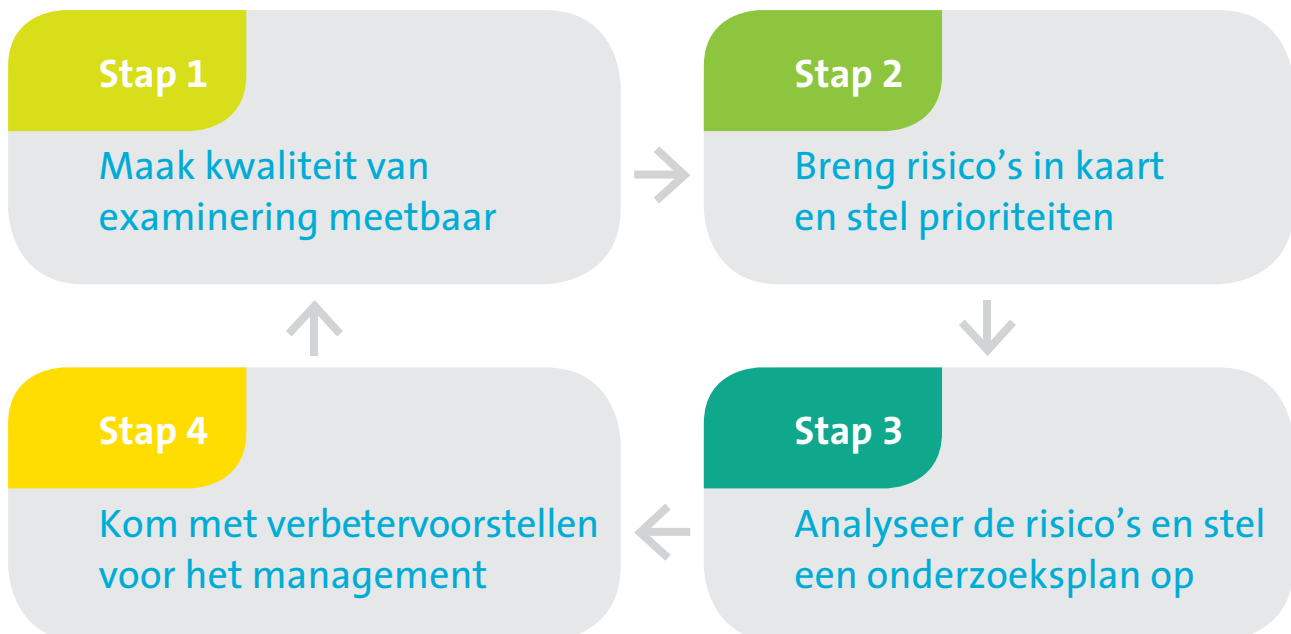 Stap 1
Maak kwaliteit van
examinering meetbaar
Stap 2
Breng risico’s in kaart
en stel prioriteiten
Stap 3
Analyseer de risico’s en stel
een onderzoeksplan op
Stap 4
Kom met verbetervoorstellen
voor het management